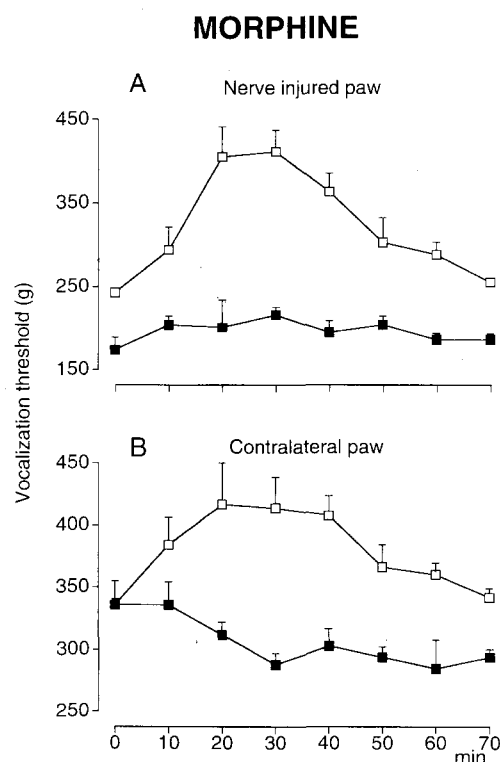 MORPHINE
A
Nerve injured paw
450
350
250
150
Vocalization threshold (g)
B
Contralateral paw
450
400
350
300
250
0 10 20 30 40 50 60 70
min